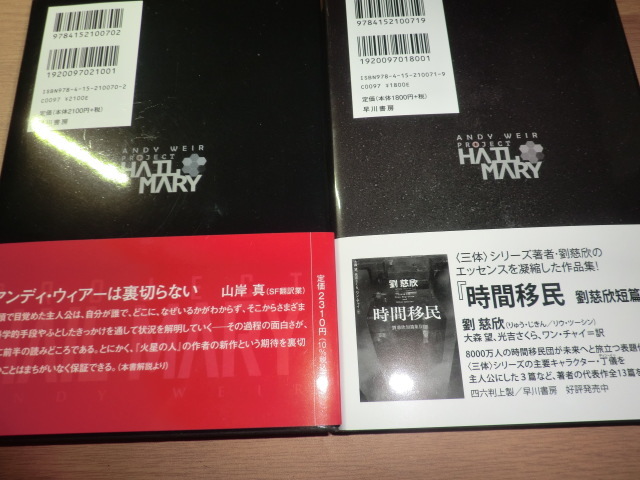 9784152100702
1920097021001
ISBN978-4-15-210070-2
C0097 ¥2100E
定価(本体2100円+税)
早川書房
ANDY WEIR
PROJECT
HAIL
MARY
アンディ・ウィアーは裏切らない 山岸 真(SF翻訳業)
で目覚めた主人公は、自分が誰で、どこに、なぜいるかがわからず、そこからさまざま
学的手段やふとしたきっかけを通して状況を解明していく——その過程の面白さが、
に前半の読みどころである。とにかく、『火星の人』の作者の新作という期待を裏切
ことはまちがいなく保証できる。(本書解説より)
定価2310円
9784152100719
1920097018001
ISBN978-4-15-210071-9
C0097 ¥1800E
定価(本体1800円+税)
早川書房
ANDY WEIR
PROJECT
HAIL
MARY
〈三体〉シリーズ著者・劉慈欣の
エッセンスを凝縮した作品集!
『時間移民 劉慈欣短篇
劉 慈欣(りゅう・じきん/リウ・ツーシン)
大森 望、光吉さくら、ワン・チャイ=訳
8000万人の時間移民団が未来へと旅立つ表題作
〈三体〉シリーズの主要キャラクター・丁儀を
主人公にした3篇など、著者の代表作全13篇を
四六判上製/早川書房 好評発売中
劉慈欣
時間移民